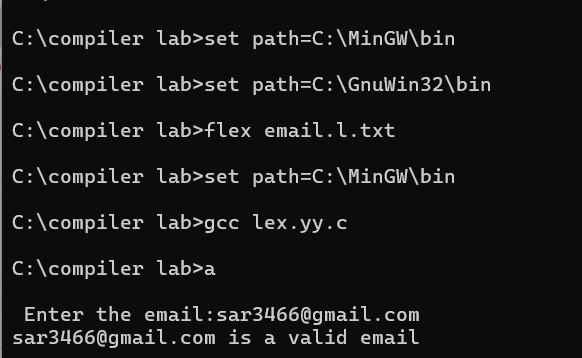 C:\compiler lab>set path=C:\MinGW\bin
C:\compiler lab>set path=C:\GnuWin32\bin
C:\compiler lab>flex email.l.txt
C:\compiler lab>set path=C:\MinGW\bin
C:\compiler lab>gcc lex.yy.c
C:\compiler lab>a
Enter the email:sar3466@gmail.com
sar3466@gmail.com is a valid email